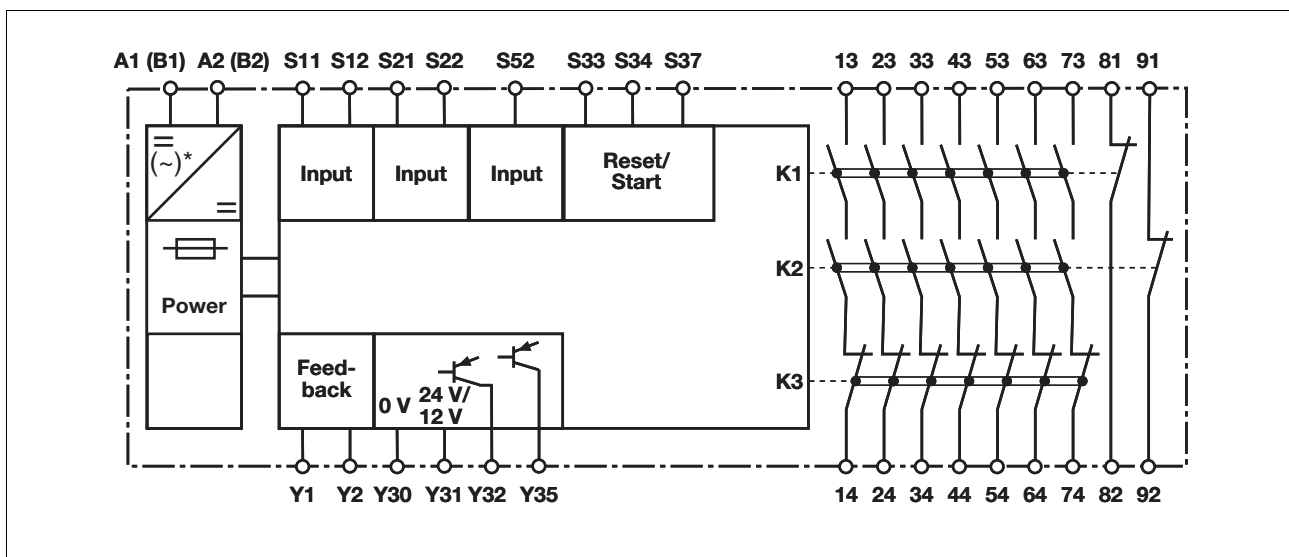 A1 (B1) A2 (B2) S11 S12 S21 S22 S52 S33 S34 S37 13 23 33 43 53 63 73 81 91
(~)*
Input Input Input Reset/
Start
K1
K2
Power
Feed-
back
0 V 24 V/
12 V
K3
Y1 Y2 Y30 Y31 Y32 Y35 14 24 34 44 54 64 74 82 92